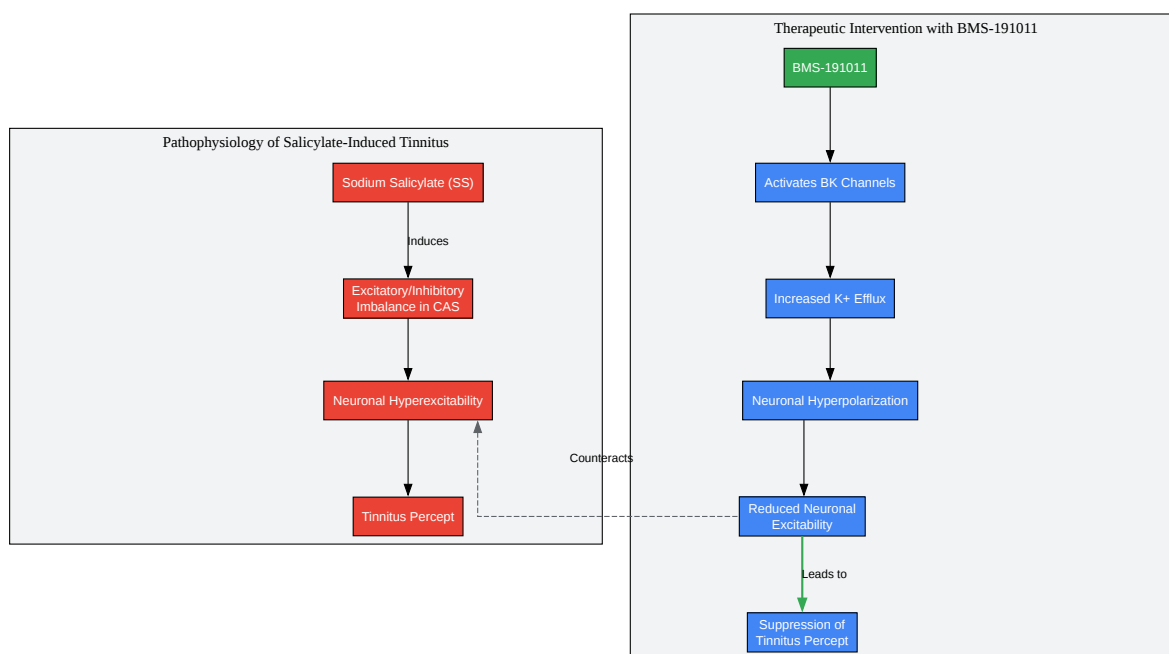 Pathophysiology of Salicylate-Induced Tinnitus
Sodium Salicylate (SS)
Induces
Excitatory/Inhibitory
Imbalance in CAS
Neuronal Hyperexcitability
Tinnitus Percept
Counteracts
Therapeutic Intervention with BMS-191011
BMS-191011
Activates BK Channels
Increased K+ Efflux
Neuronal Hyperpolarization
Reduced Neuronal
Excitability
Leads to
Suppression of
Tinnitus Percept